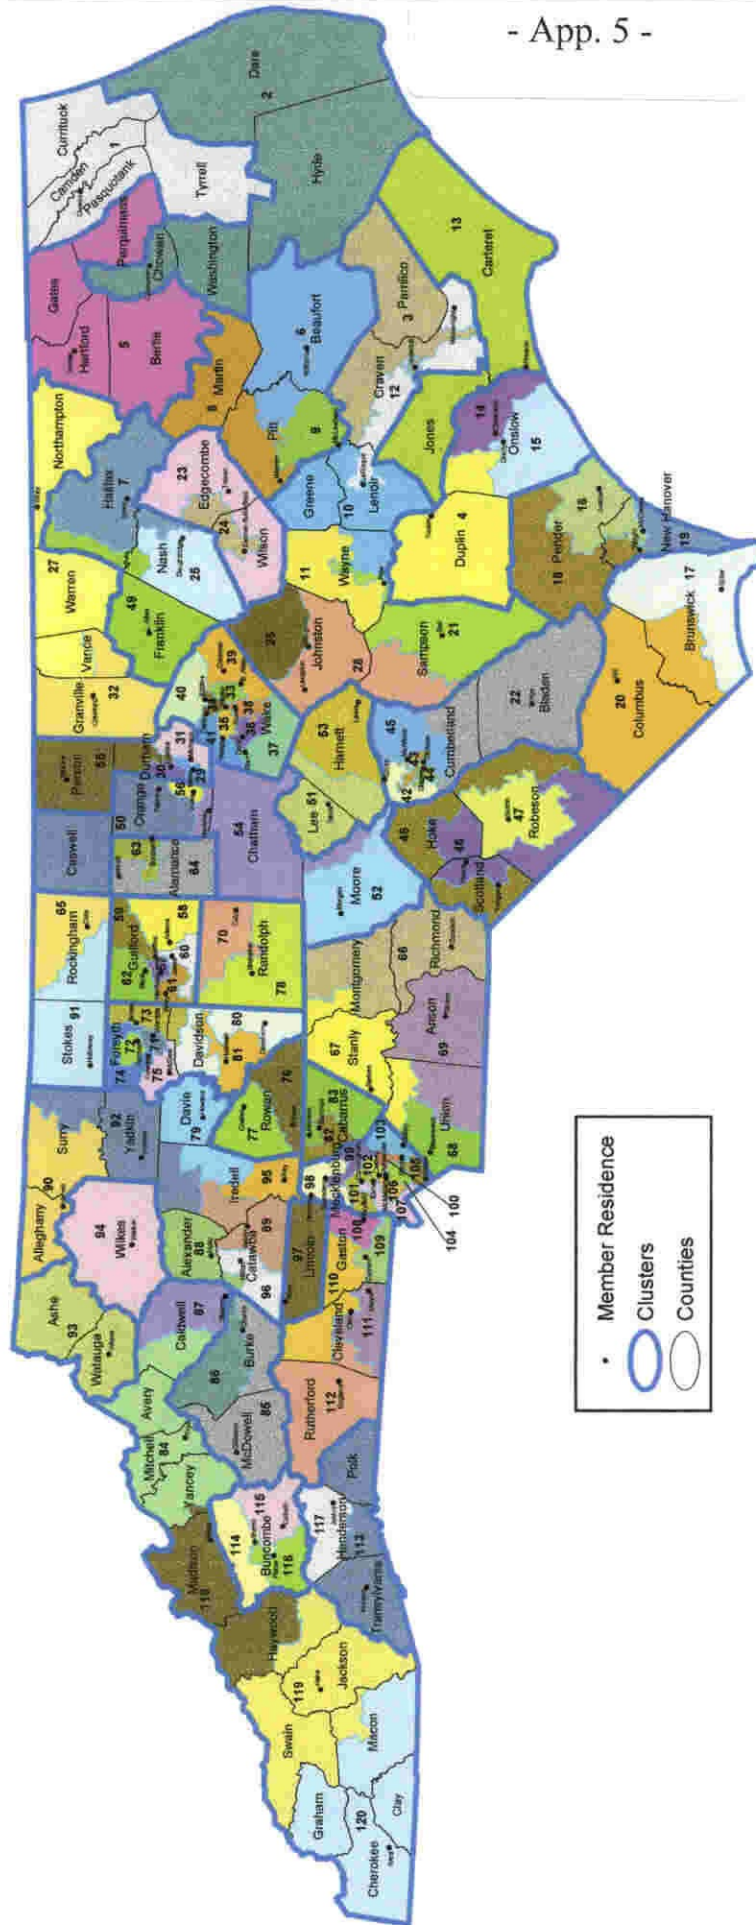 - App. 5 -
Currituck
Camden
1
Pasquotank
Perquimans
Gates
Hertford
Chowan
Bertie
5
Tyrrell
Washington
Dare
2
Hyde
Martin
8
Beaufort
6
Northampton
Halifax
7
Edgecombe
23
24
Pitt
9
Craven
12
Pamlico
3
Carteret
13
Jones
Onslow
14
15
Greene
10
Lenoir
Wilson
Nash
25
Warren
27
Vance
Franklin
49
Granville
32
Wayne
11
Duplin 4
Pender
16
18
New Hanover
19
Brunswick
17
Columbus
20
Bladen
22
Sampson
21
Johnston
26
28
Wake
40
39
33
38
35
36
41
37
Harnett
53
Cumberland
45
43
44
42
Robeson
47
Hoke
48
46
Scotland
Lee 51
Chatham
54
Durham
31
30
29
Orange
56
50
Person
55
Caswell
Alamance
63
64
Moore
52
Richmond
66
Montgomery
Randolph
70
78
Guilford
59
58
62
57
60
61
Rockingham
65
Stokes
91
Forsyth
73
72
71
74
75
Davidson
80
81
Stanly
67
Anson
69
Union
68
Cabarrus
83
82
Rowan
76
77
Davie
79
Yadkin
92
Surry
Alleghany
90
Wilkes
94
Iredell
95
Mecklenburg
98
99
101
102
103
106
105
107
108
100
104
Alexander
88
Catawba
89
96
Lincoln
97
Gaston
110
109
Cleveland
111
Ashe
93
Watauga
Caldwell
87
Burke
86
Avery
Mitchell
84
Yancey
McDowell
85
Rutherford
112
Polk
Henderson
117
113
Transylvania
Buncombe
114
115
116
Madison
118
Haywood
Jackson
119
Swain
Macon
Graham
Cherokee
120
Clay
Member Residence
Clusters
Counties